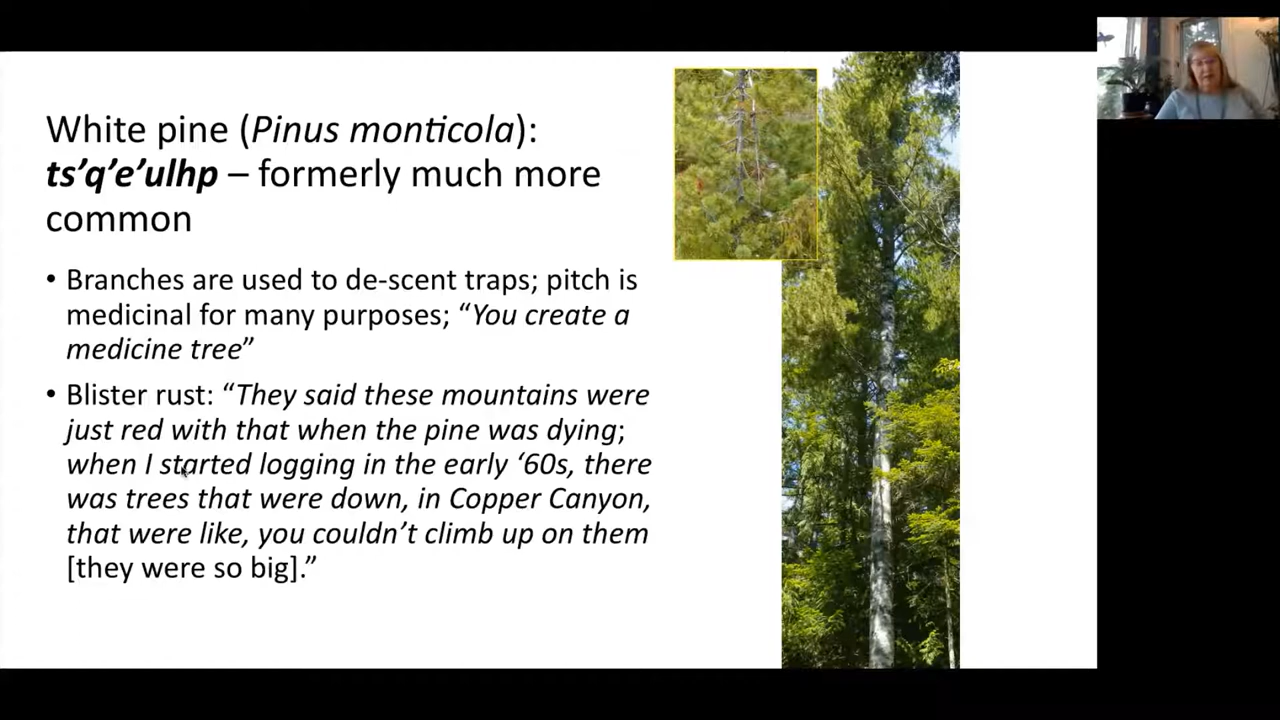 White pine (Pinus monticola):
ts’q’e’ulhp – formerly much more
common
• Branches are used to de-scent traps; pitch is
medicinal for many purposes; “You create a
medicine tree”
• Blister rust: “They said these mountains were
just red with that when the pine was dying;
when I started logging in the early ‘60s, there
was trees that were down, in Copper Canyon,
that were like, you couldn’t climb up on them
[they were so big].”